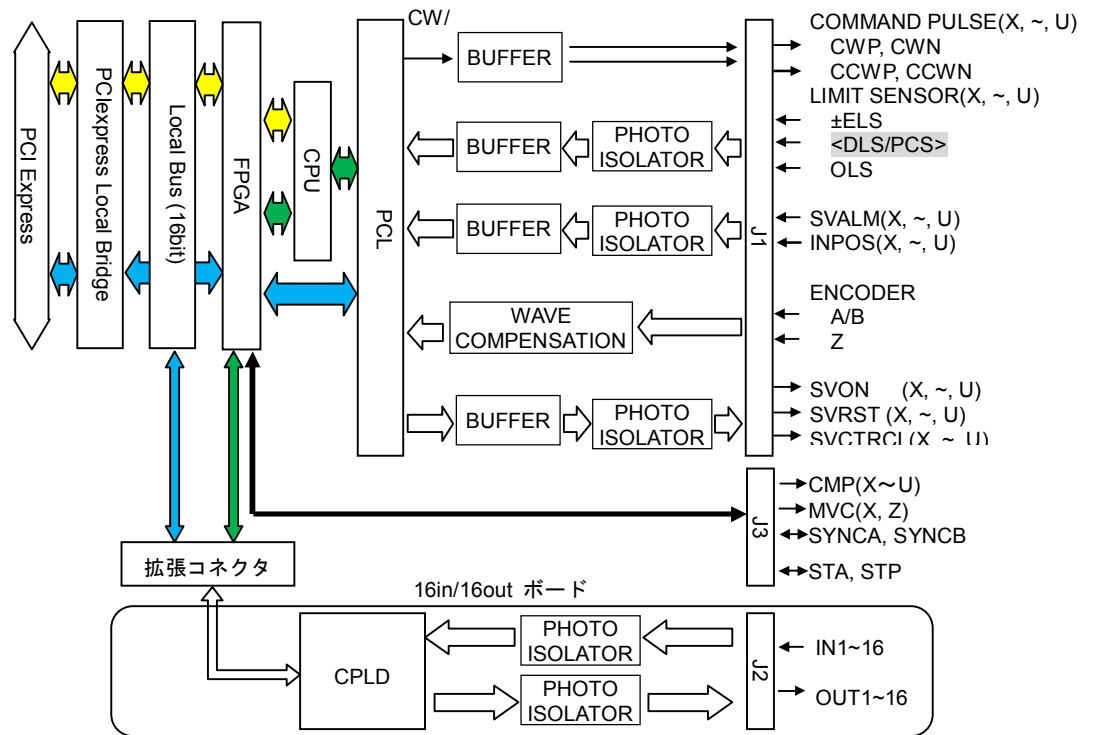 PCI Express
PCIexpress Local Bridge
Local Bus (16bit)
FPGA
CPU
PCL
CW/
BUFFER
BUFFER
PHOTO
ISOLATOR
BUFFER
PHOTO
ISOLATOR
WAVE
COMPENSATION
BUFFER
PHOTO
ISOLATOR
J1
COMMAND PULSE(X, ~, U)
CWP, CWN
CCWP, CCWN
LIMIT SENSOR(X, ~, U)
±ELS
<DLS/PCS>
OLS
SVALM(X, ~, U)
INPOS(X, ~, U)
ENCODER
A/B
Z
SVON (X, ~, U)
SVRST (X, ~, U)
SVCTRCL(X, ~, U)
J3
CMP(X～U)
MVC(X, Z)
SYNCA, SYNCB
STA, STP
拡張コネクタ
16in/16out ボード
CPLD
PHOTO
ISOLATOR
PHOTO
ISOLATOR
J2
IN1~16
OUT1~16